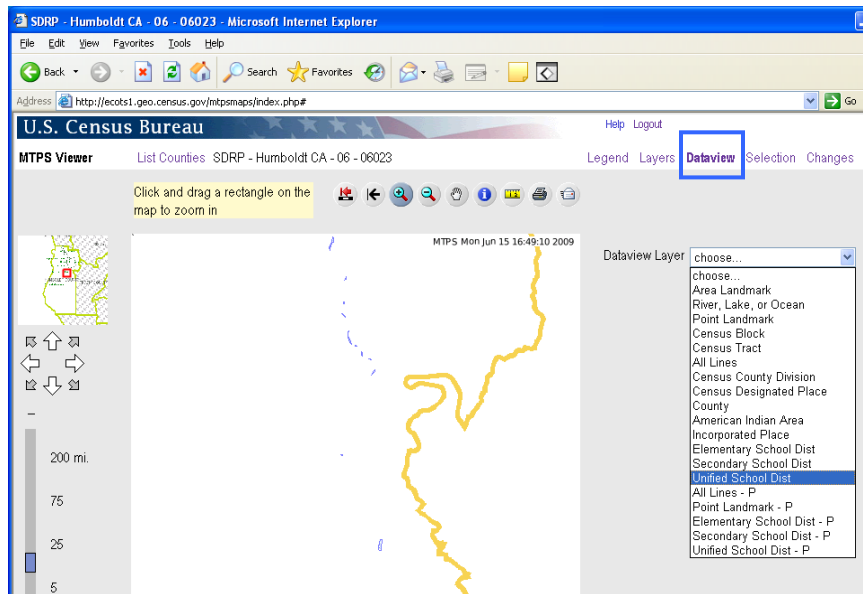 SDRP - Humboldt CA - 06 - 06023 - Microsoft Internet Explorer
File Edit View Favorites Tools Help
Back Search Favorites
Address http://ecots1.geo.census.gov/mtpsmaps/index.php# Go
U.S. Census Bureau Help Logout
MTPS Viewer List Counties SDRP - Humboldt CA - 06 - 06023 Legend Layers Dataview Selection Changes
Click and drag a rectangle on the
map to zoom in
MTPS Mon Jun 15 16:49:10 2009
Dataview Layer choose...
choose...
Area Landmark
River, Lake, or Ocean
Point Landmark
Census Block
Census Tract
All Lines
Census County Division
Census Designated Place
County
American Indian Area
Incorporated Place
Elementary School Dist
Secondary School Dist
Unified School Dist
All Lines - P
Point Landmark - P
Elementary School Dist - P
Secondary School Dist - P
Unified School Dist - P
200 mi.
75
25
5